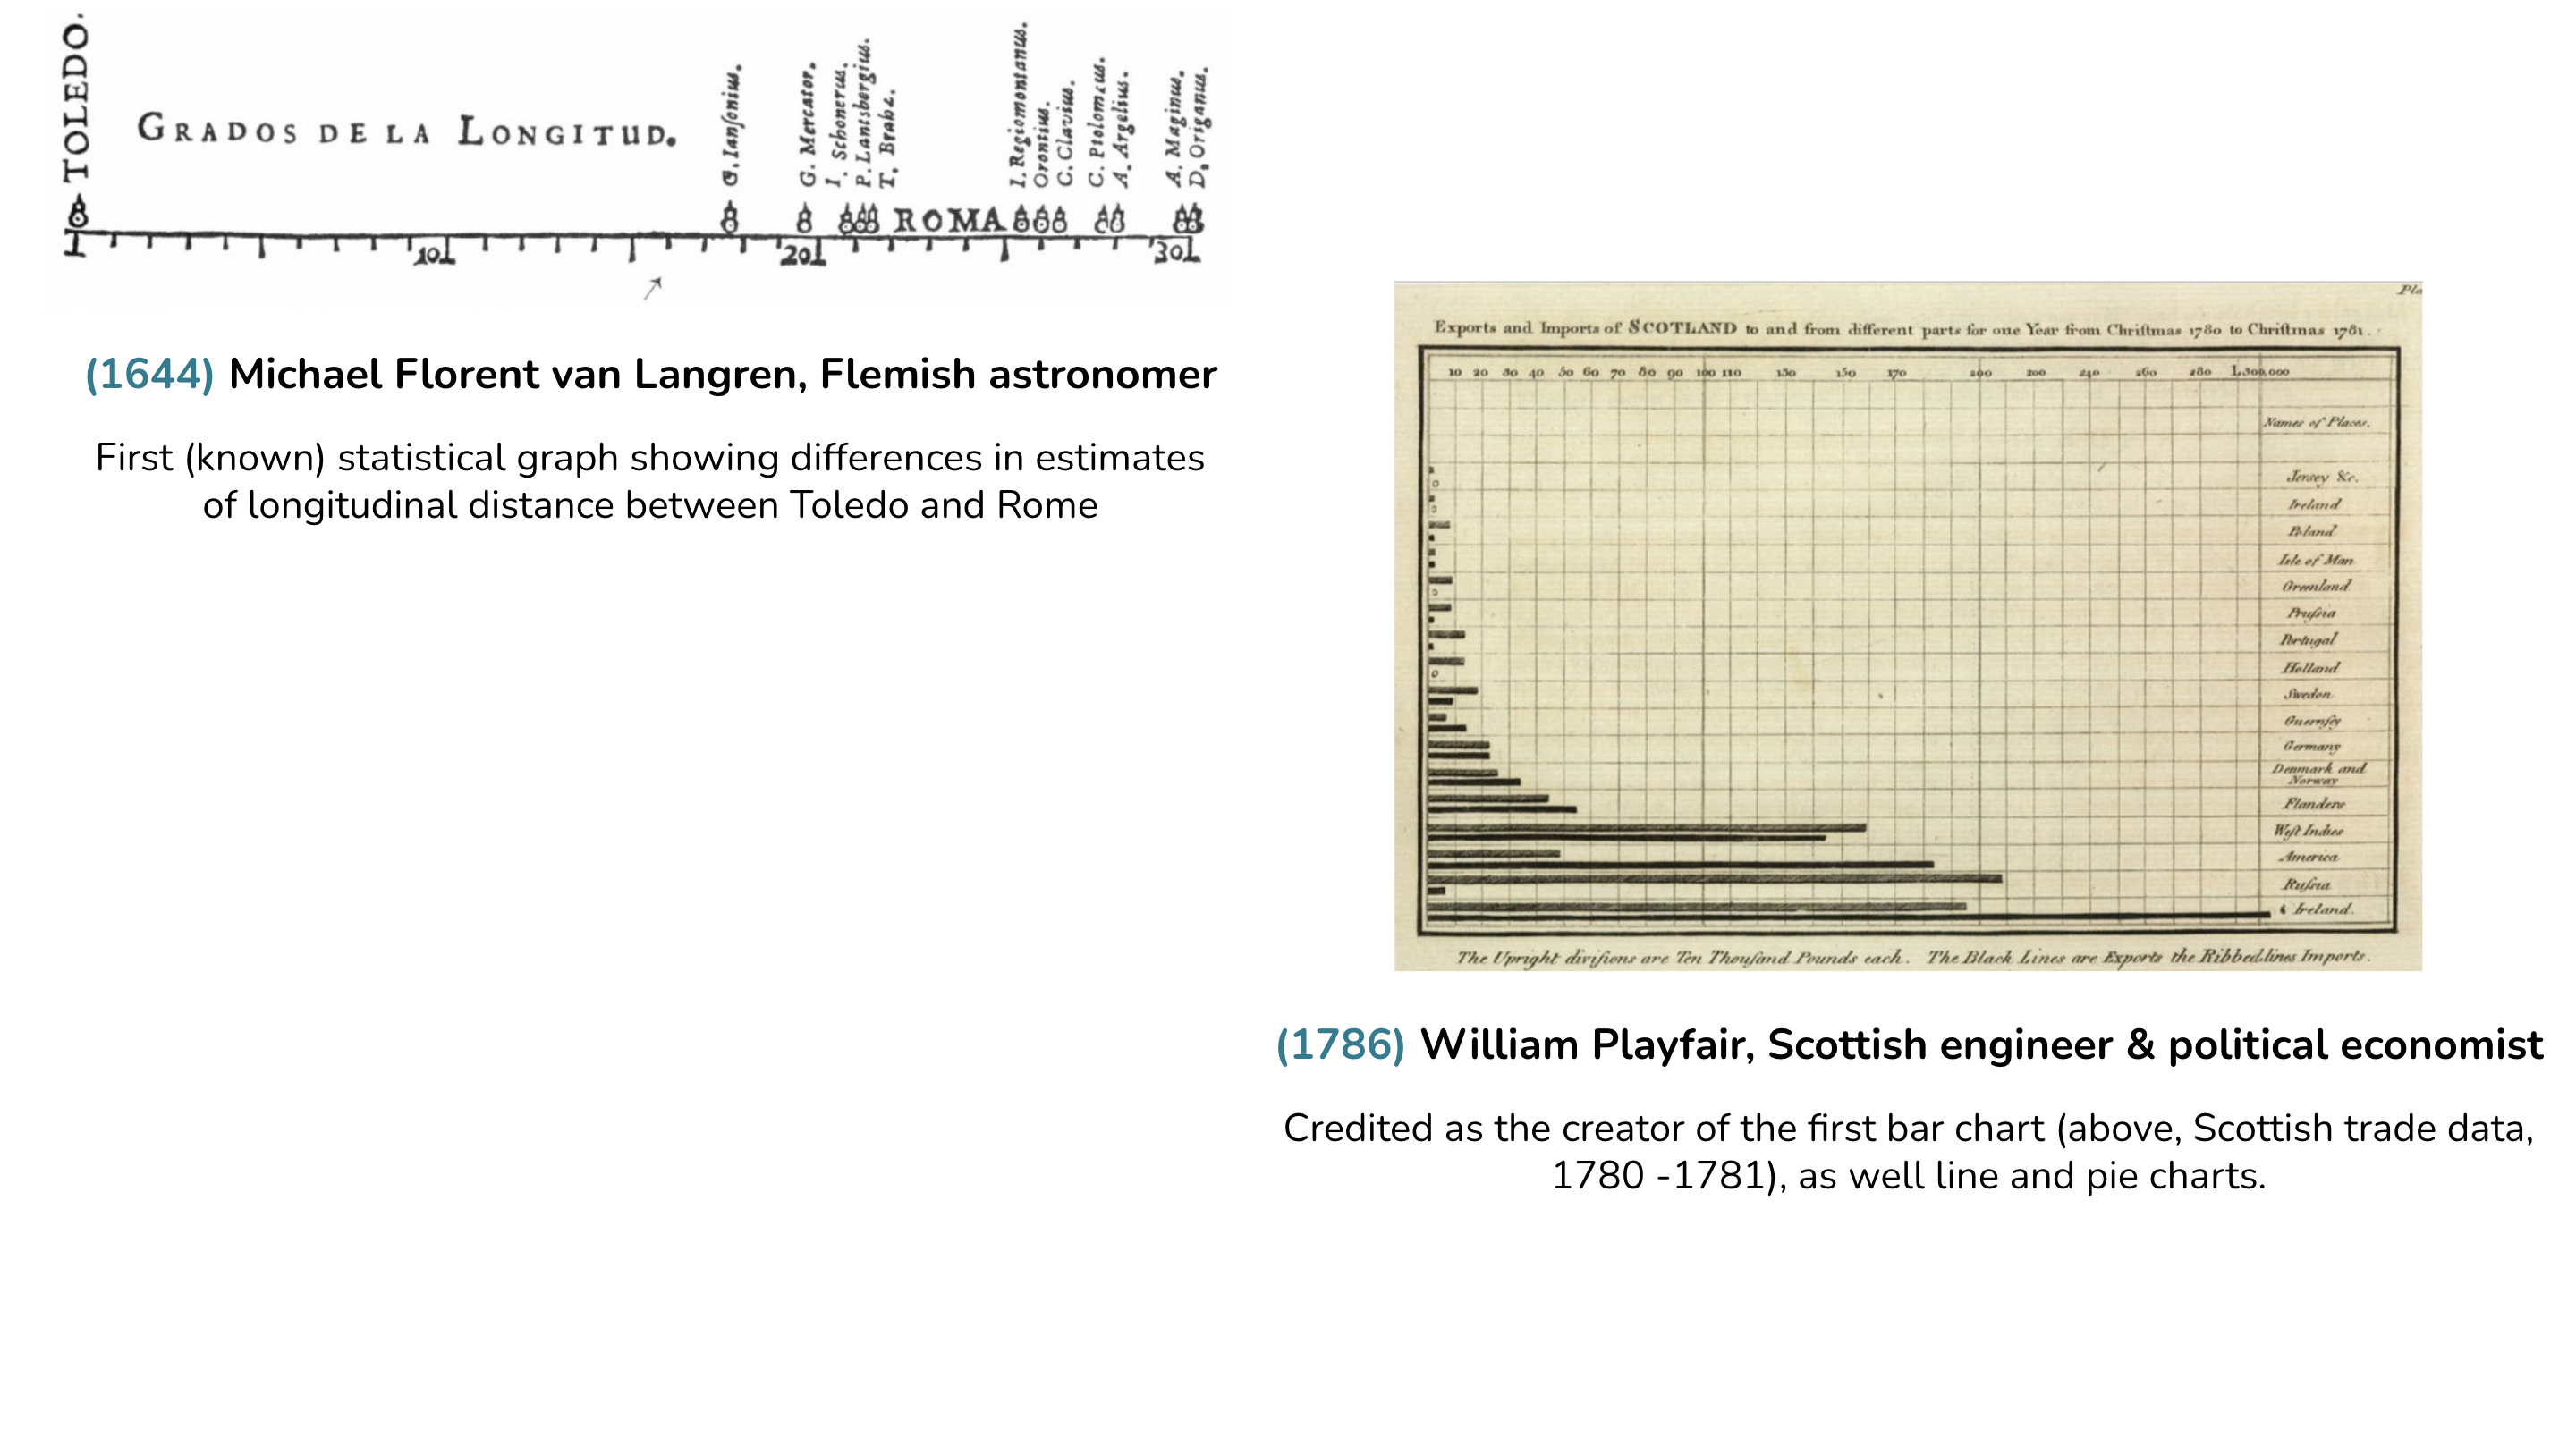 TOLEDO.
GRADOS DE LA LONGITUD.
G. Ianſonius.
G. Mercator.
I. Schonerus.
P. Lantsbergius.
T. Brahe.
I. Regiomontanus.
Orontius.
C. Clavius.
C. Ptolomæus.
A. Argelius.
A. Maginus.
D. Origanus.
ROMA
10 20 30
(1644) Michael Florent van Langren, Flemish astronomer
First (known) statistical graph showing differences in estimates
of longitudinal distance between Toledo and Rome
Pla
Exports and Imports of SCOTLAND to and from different parts for one Year from Chriſtmas 1780 to Chriſtmas 1781.
10 20 30 40 50 60 70 80 90 100 110 130 150 170 200 240 260 280 L.300,000
Names of Places.
Jersey &c.
Ireland
Poland
Isle of Man
Greenland
Pruſsia
Portugal
Holland
Sweden
Guernſey
Germany
Denmark and
Norway
Flanders
Weſt Indies
America
Ruſsia
Ireland.
The Upright diviſions are Ten Thouſand Pounds each. The Black Lines are Exports the Ribbed lines Imports.
(1786) William Playfair, Scottish engineer & political economist
Credited as the creator of the first bar chart (above, Scottish trade data,
1780 -1781), as well line and pie charts.